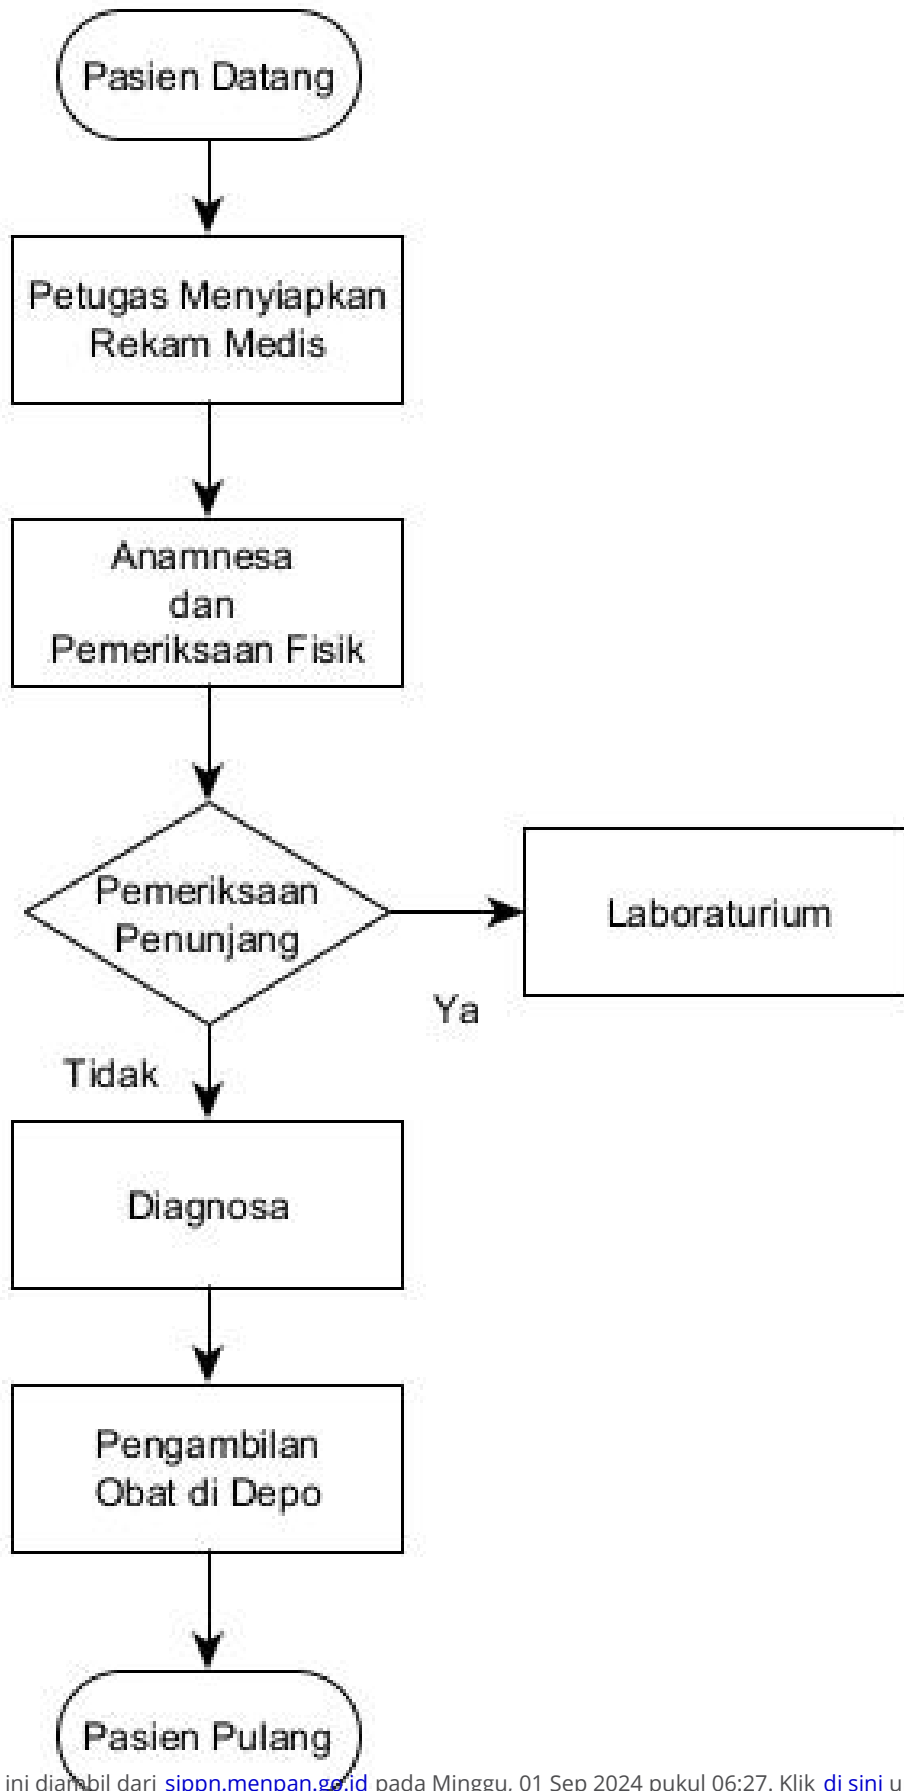 Pasien Datang
Petugas Menyiapkan
Rekam Medis
Anamnesa
dan
Pemeriksaan Fisik
Pemeriksaan
Penunjang
Laboraturium
Ya
Tidak
Diagnosa
Pengambilan
Obat di Depo
Pasien Pulang
ini diambil dari sippn.menpan.go.id pada Minggu, 01 Sep 2024 pukul 06:27. Klik di sini u